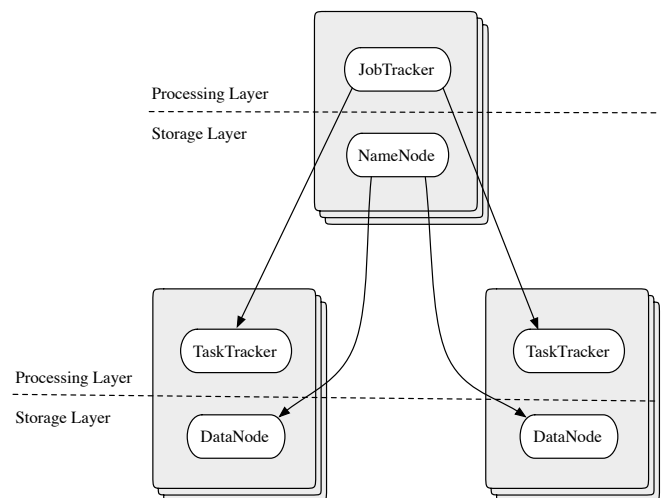 JobTracker
Processing Layer
Storage Layer
NameNode
TaskTracker
TaskTracker
Processing Layer
Storage Layer
DataNode
DataNode